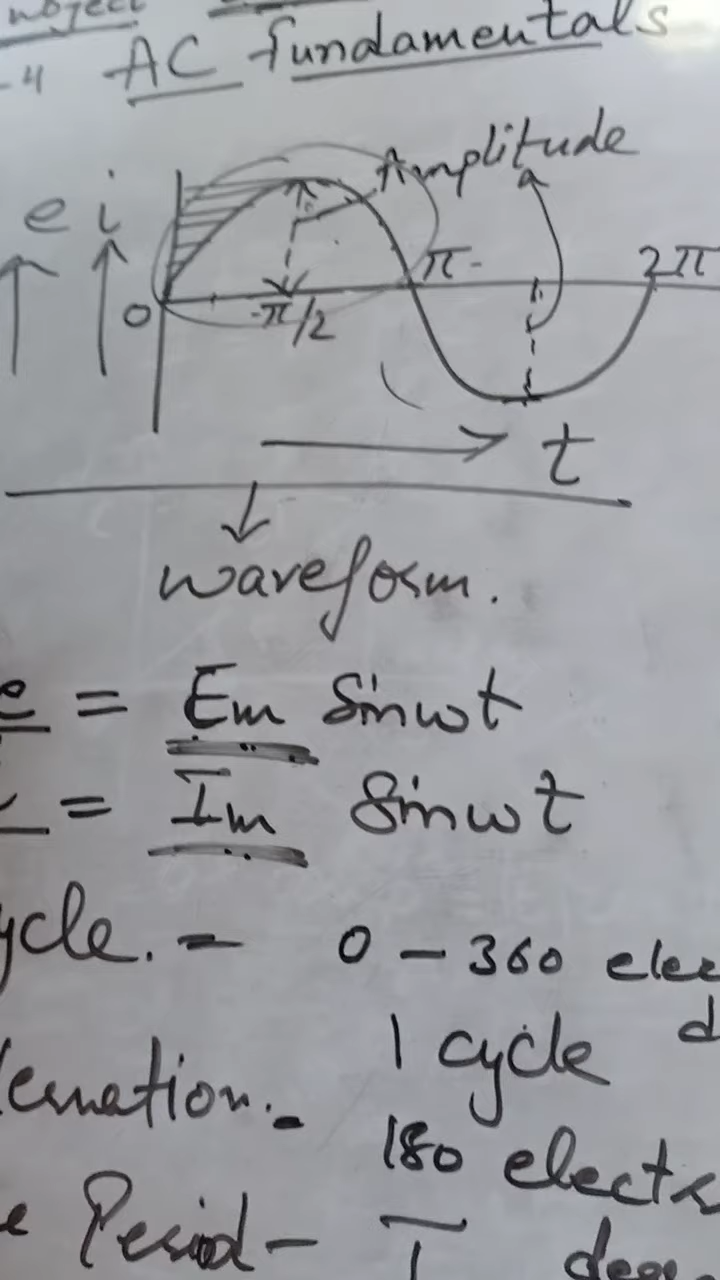 AC fundamentals
Amplitude
e i
0
π/2
π
2π
t
waveform.
e = Em Sinwt
= Im Sinwt
ycle. - 0 - 360 elec
1 cycle d
ernation. - 180 elect
e Period - T